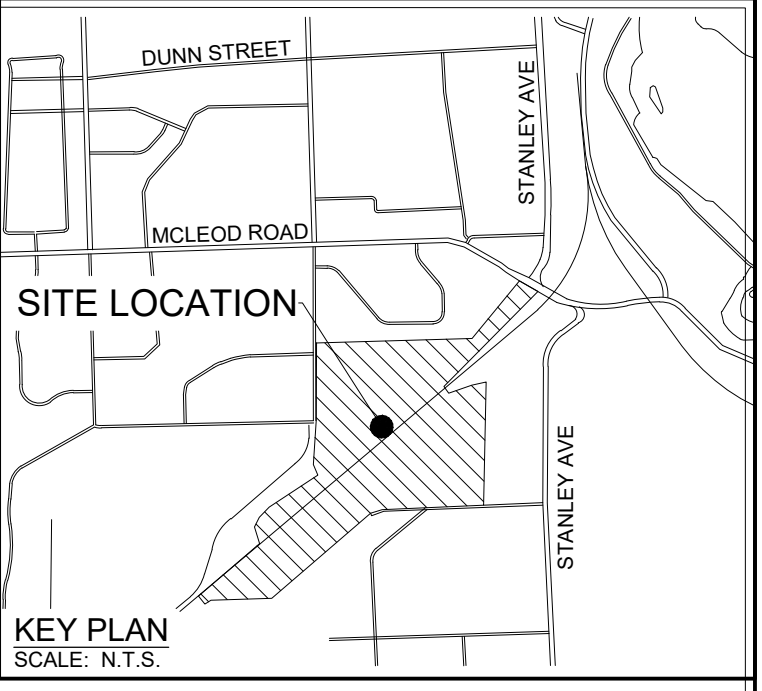 DUNN STREET
STANLEY AVE
MCLEOD ROAD
SITE LOCATION
STANLEY AVE
KEY PLAN
SCALE: N.T.S.